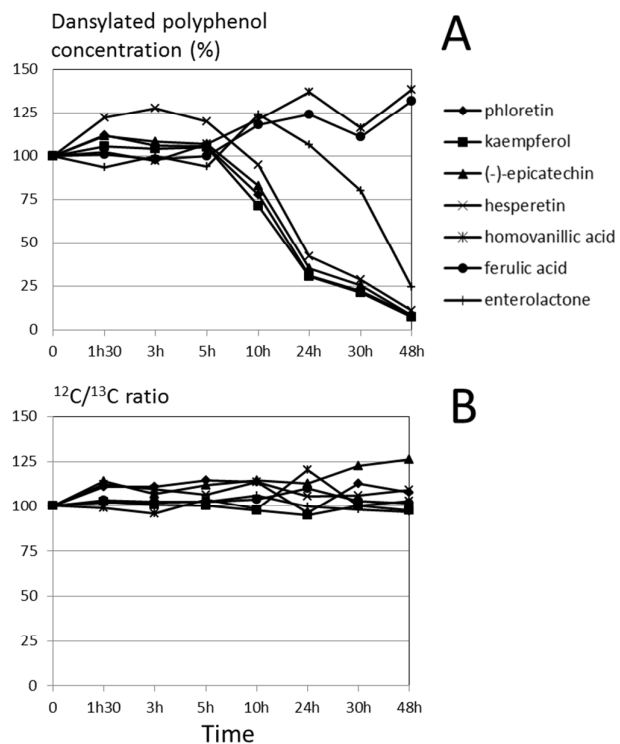 Dansylated polyphenol
concentration (%)
A
150
125
100
75
50
25
0
0 1h30 3h 5h 10h 24h 30h 48h
phloretin
kaempferol
(-)-epicatechin
hesperetin
homovanillic acid
ferulic acid
enterolactone
¹²C/¹³C ratio
B
150
125
100
75
50
25
0
0 1h30 3h 5h 10h 24h 30h 48h
Time